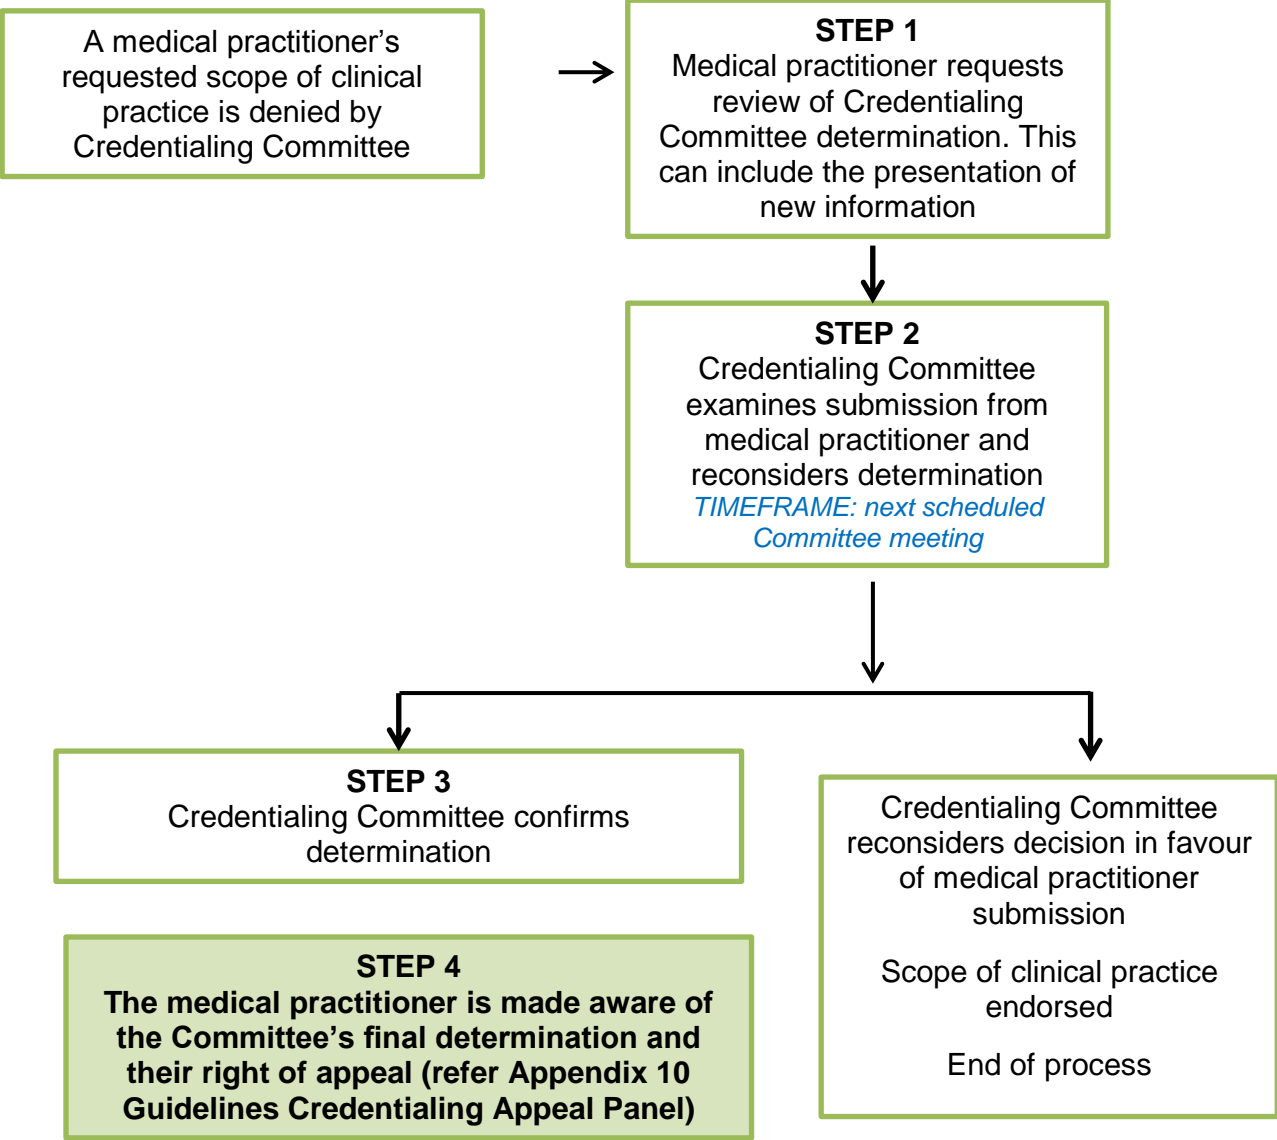 A medical practitioner’s
requested scope of clinical
practice is denied by
Credentialing Committee
STEP 1
Medical practitioner requests
review of Credentialing
Committee determination. This
can include the presentation of
new information
STEP 2
Credentialing Committee
examines submission from
medical practitioner and
reconsiders determination
TIMEFRAME: next scheduled
Committee meeting
STEP 3
Credentialing Committee confirms
determination
STEP 4
The medical practitioner is made aware of
the Committee’s final determination and
their right of appeal (refer Appendix 10
Guidelines Credentialing Appeal Panel)
Credentialing Committee
reconsiders decision in favour
of medical practitioner
submission
Scope of clinical practice
endorsed
End of process